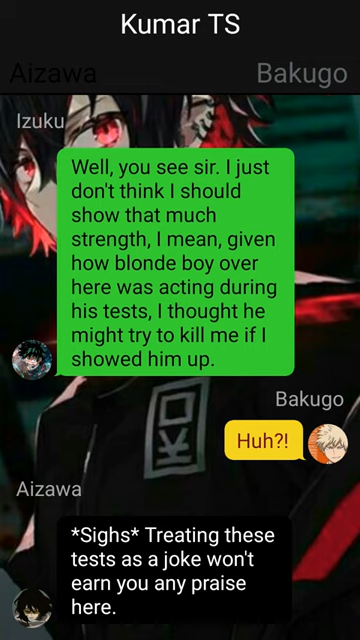 Kumar TS
Aizawa
Bakugo
Izuku
Well, you see sir. I just
don't think I should
show that much
strength, I mean, given
how blonde boy over
here was acting during
his tests, I thought he
might try to kill me if I
showed him up.
Bakugo
Huh?!
Aizawa
*Sighs* Treating these
tests as a joke won't
earn you any praise
here.